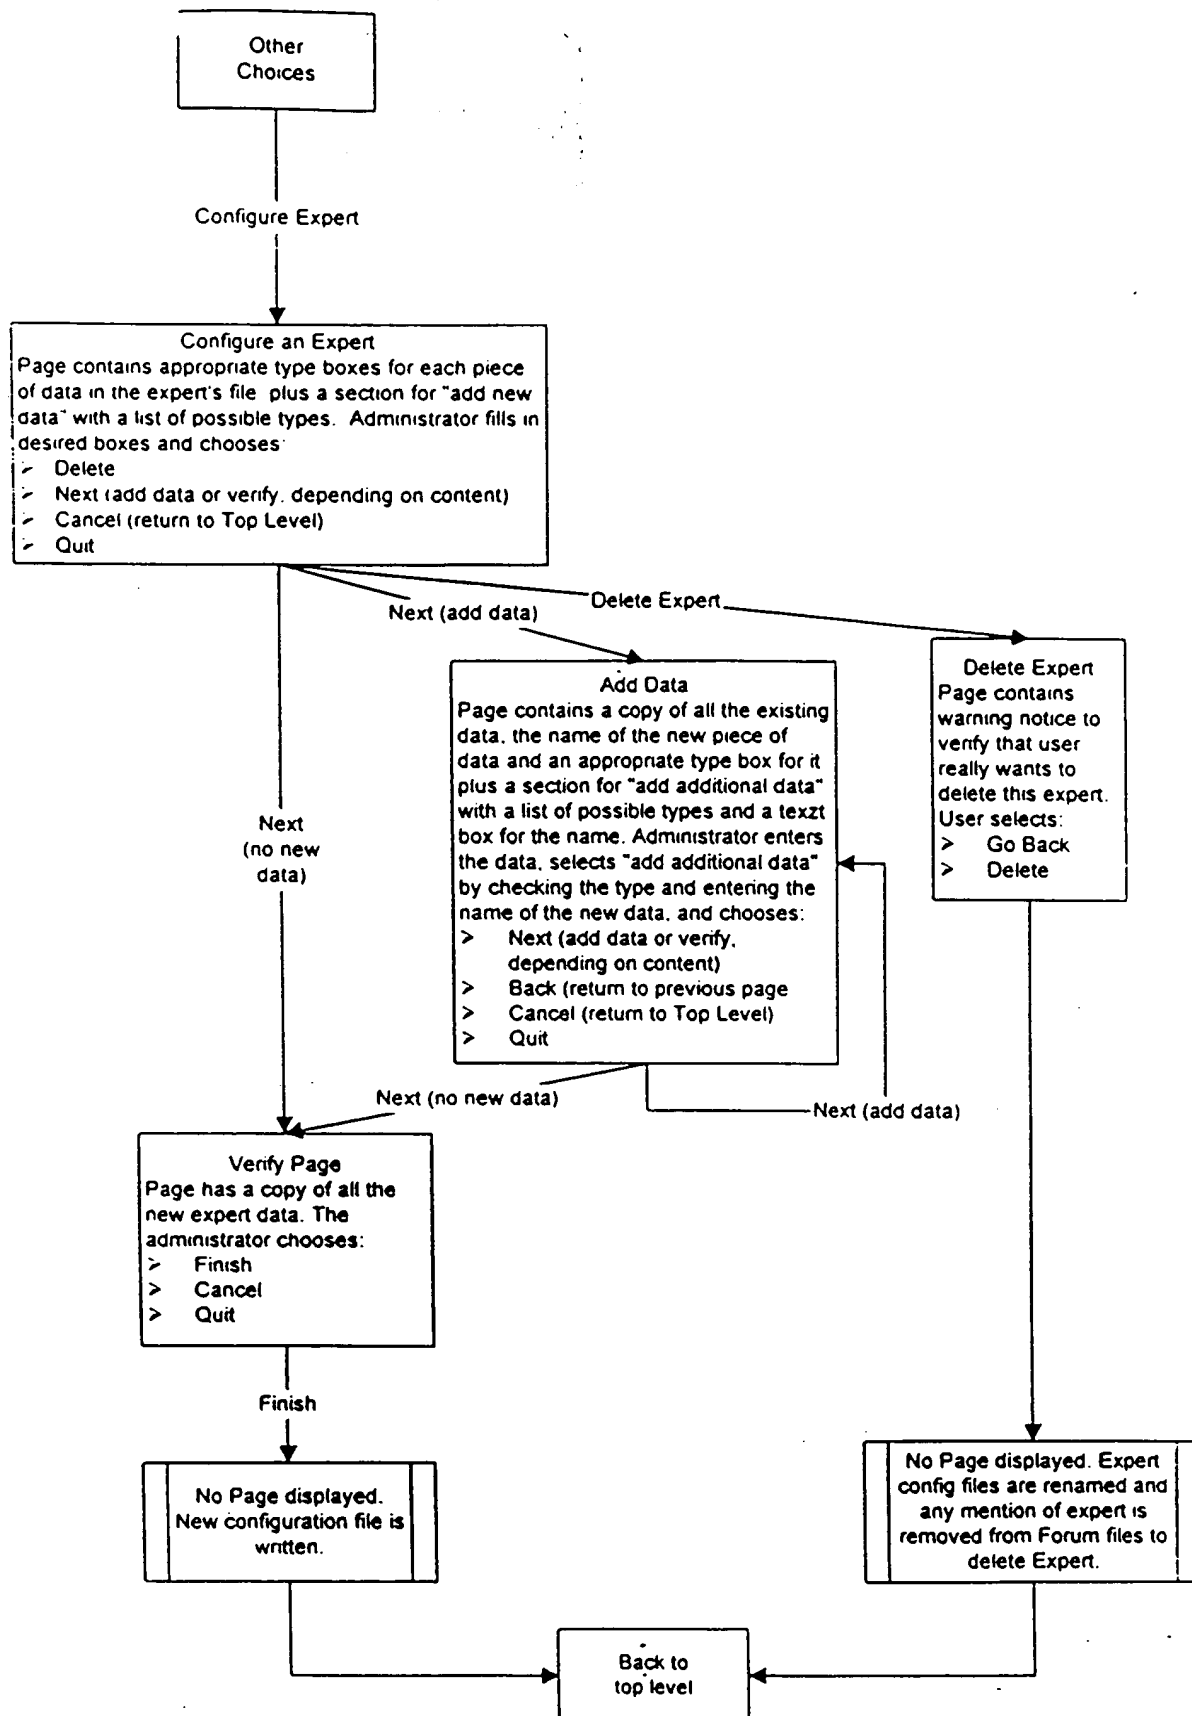 Other
Choices
Configure Expert
Configure an Expert
Page contains appropriate type boxes for each piece
of data in the expert's file plus a section for "add new
data" with a list of possible types. Administrator fills in
desired boxes and chooses:
➢ Delete
➢ Next (add data or verify, depending on content)
➢ Cancel (return to Top Level)
➢ Quit
Next (add data)
Delete Expert
Next
(no new
data)
Add Data
Page contains a copy of all the existing
data, the name of the new piece of
data and an appropriate type box for it
plus a section for "add additional data"
with a list of possible types and a texzt
box for the name. Administrator enters
the data, selects "add additional data"
by checking the type and entering the
name of the new data, and chooses:
➢ Next (add data or verify,
depending on content)
➢ Back (return to previous page
➢ Cancel (return to Top Level)
➢ Quit
Delete Expert
Page contains
warning notice to
verify that user
really wants to
delete this expert.
User selects:
➢ Go Back
➢ Delete
Next (no new data)
Next (add data)
Verify Page
Page has a copy of all the
new expert data. The
administrator chooses:
➢ Finish
➢ Cancel
➢ Quit
Finish
No Page displayed.
New configuration file is
written.
No Page displayed. Expert
config files are renamed and
any mention of expert is
removed from Forum files to
delete Expert.
Back to
top level